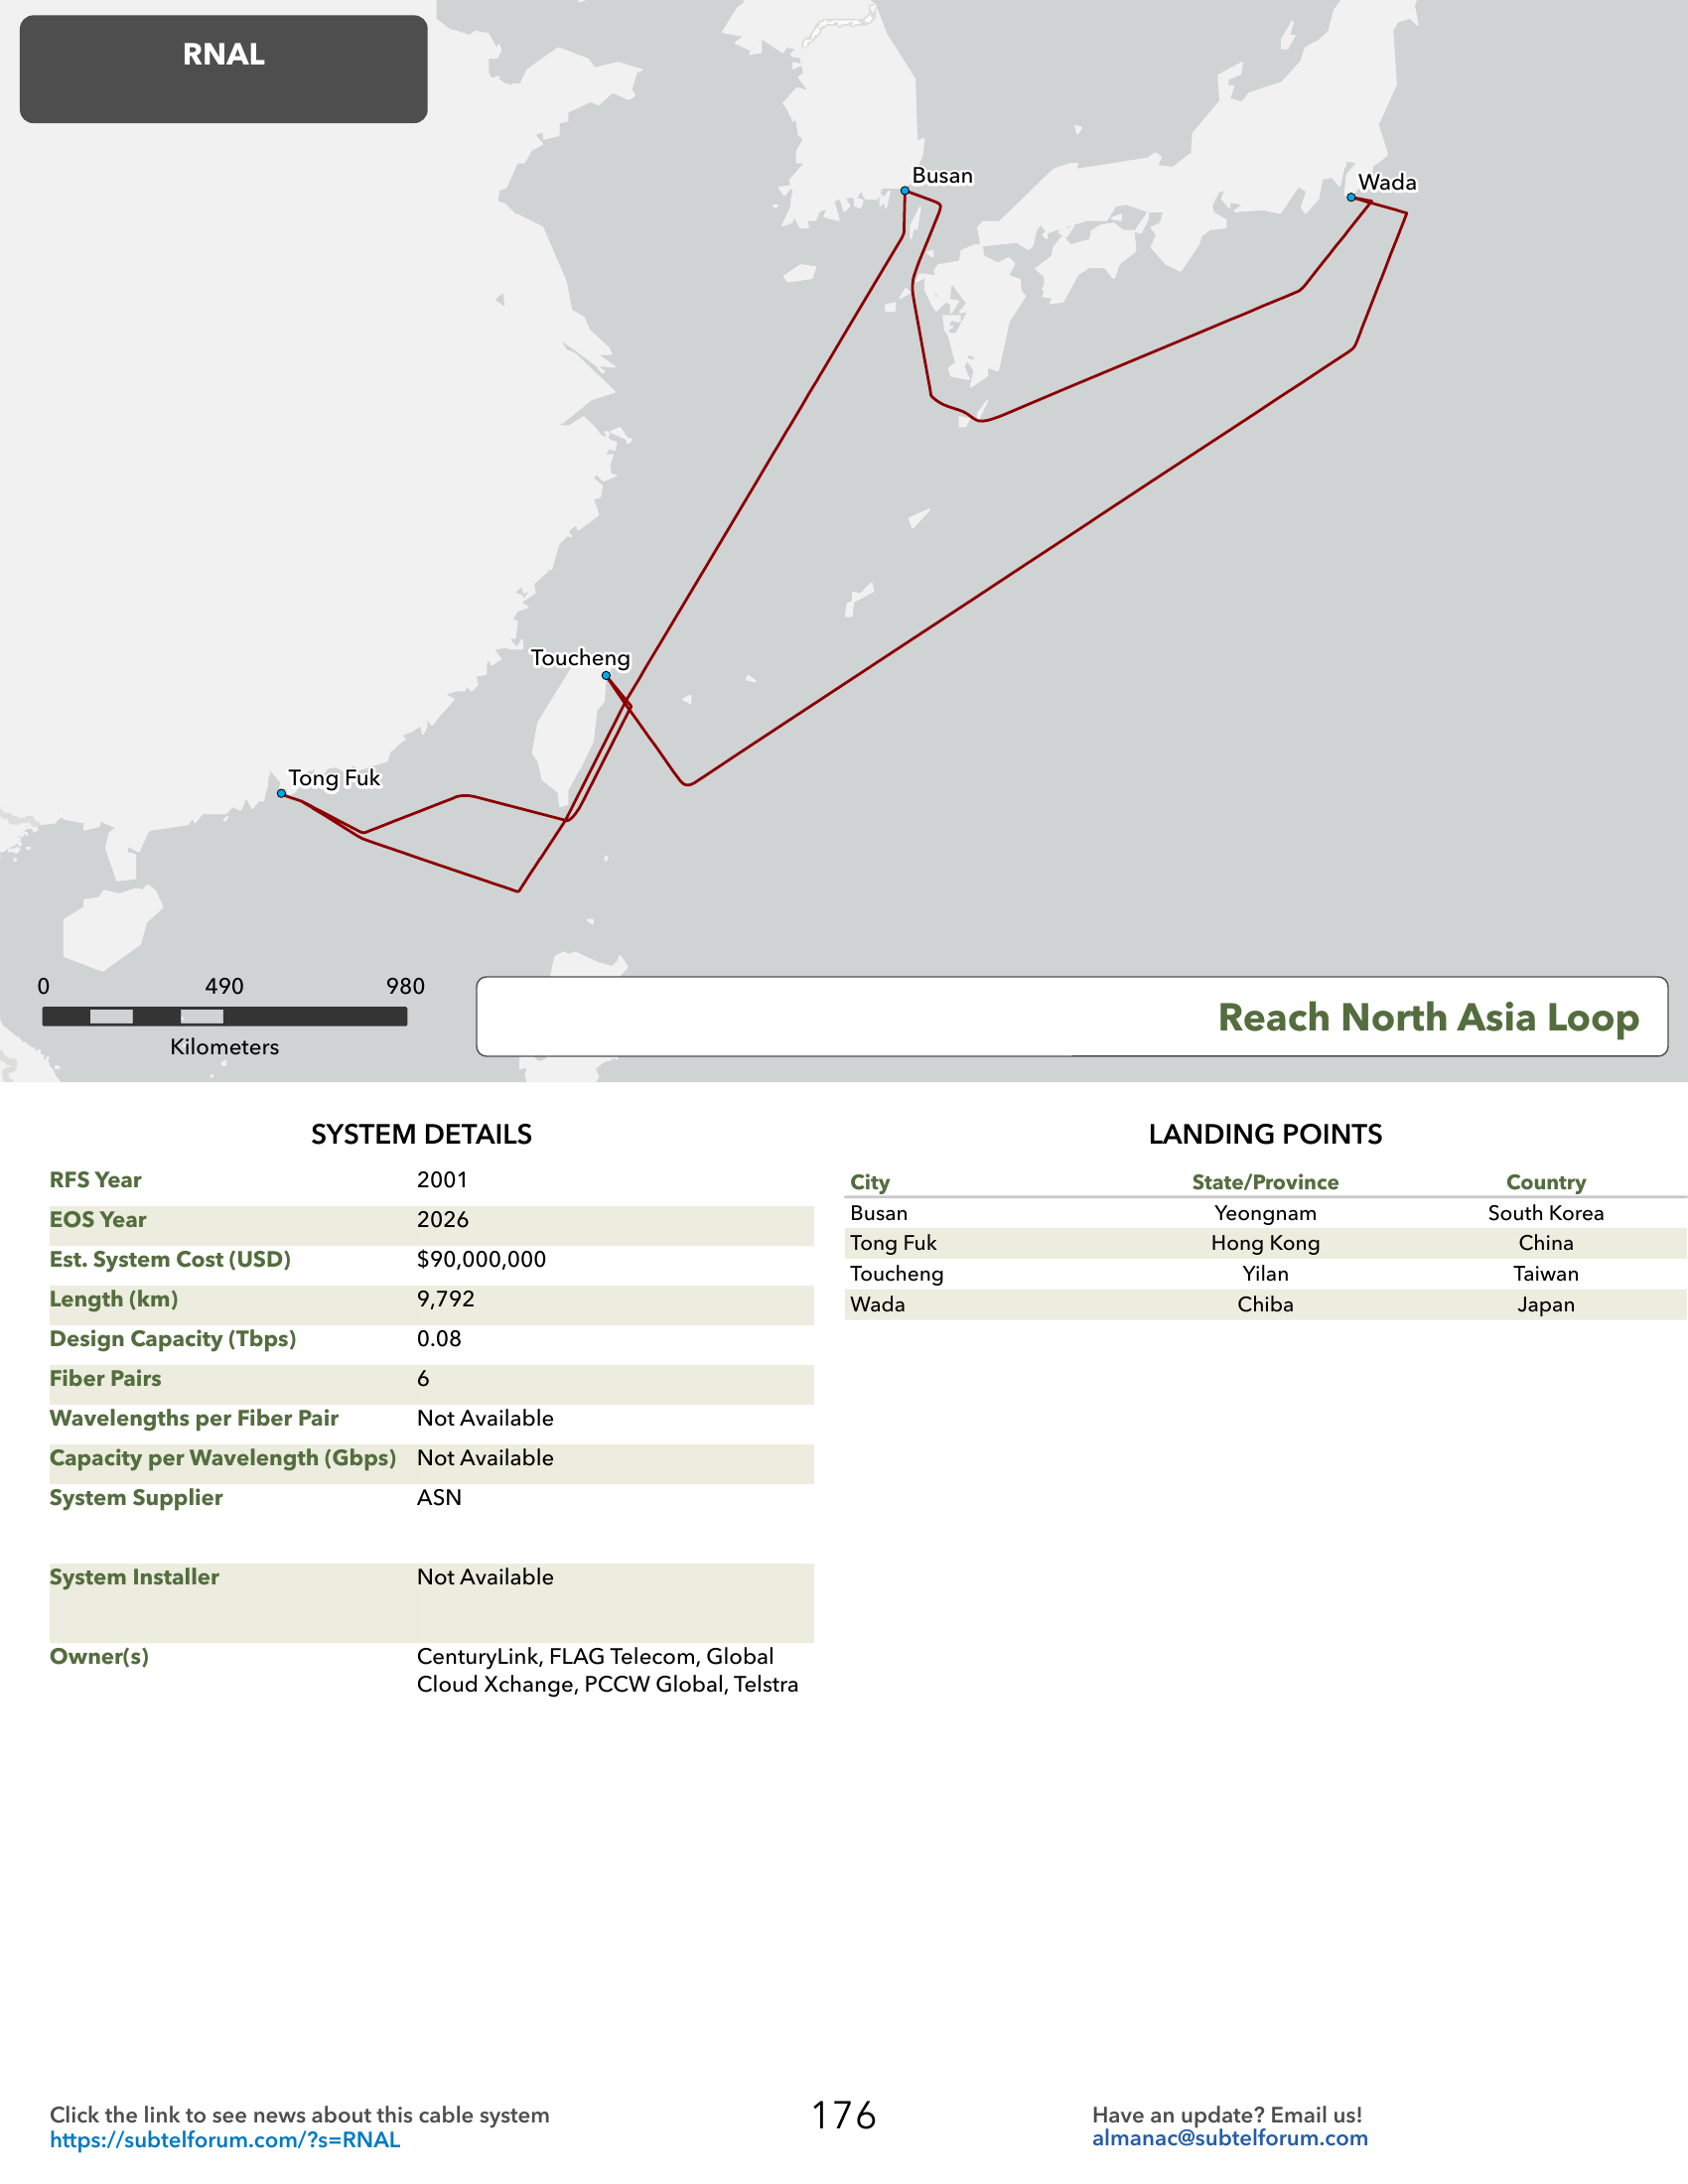 RNAL
Busan
Wada
Toucheng
Tong Fuk
0 490 980
Kilometers
Reach North Asia Loop
SYSTEM DETAILS
RFS Year 2001
EOS Year 2026
Est. System Cost (USD) $90,000,000
Length (km) 9,792
Design Capacity (Tbps) 0.08
Fiber Pairs 6
Wavelengths per Fiber Pair Not Available
Capacity per Wavelength (Gbps) Not Available
System Supplier ASN
System Installer Not Available
Owner(s) CenturyLink, FLAG Telecom, Global
Cloud Xchange, PCCW Global, Telstra
LANDING POINTS
City State/Province Country
Busan Yeongnam South Korea
Tong Fuk Hong Kong China
Toucheng Yilan Taiwan
Wada Chiba Japan
Click the link to see news about this cable system
https://subtelforum.com/?s=RNAL
176
Have an update? Email us!
almanac@subtelforum.com